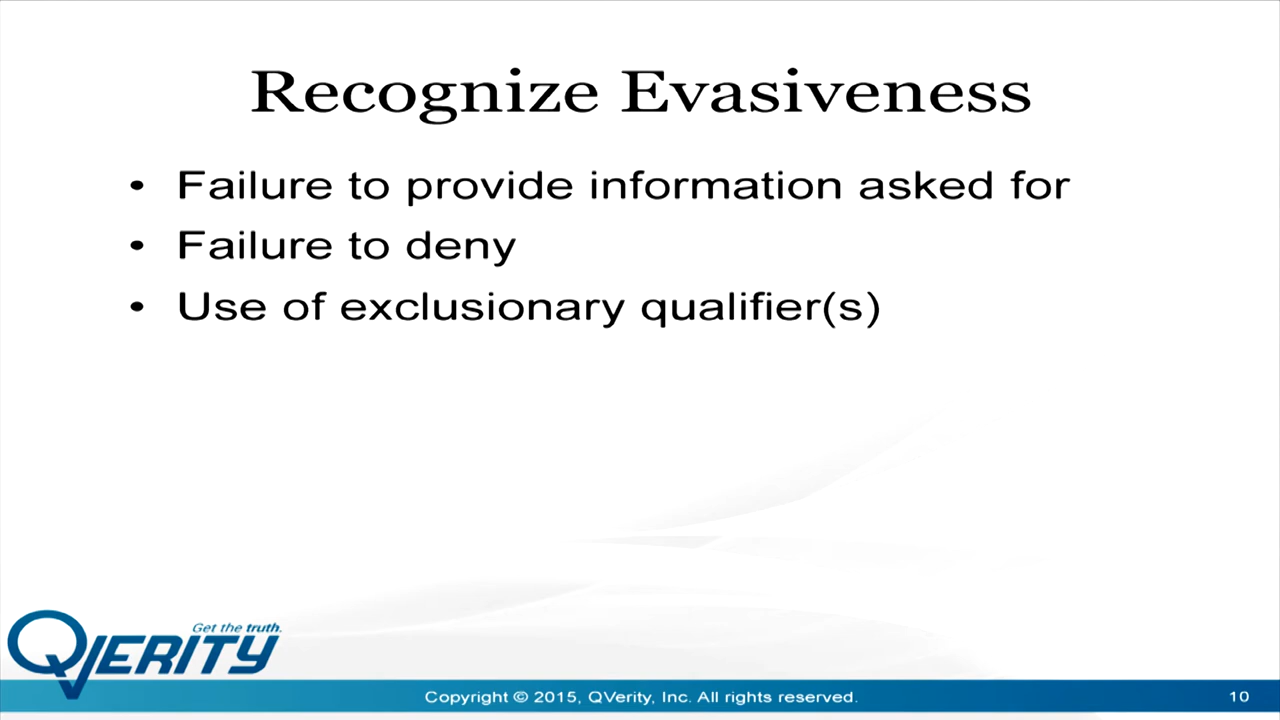 Recognize Evasiveness
• Failure to provide information asked for
• Failure to deny
• Use of exclusionary qualifier(s)
Get the truth.
QVERITY
Copyright © 2015, QVerity, Inc. All rights reserved.
10